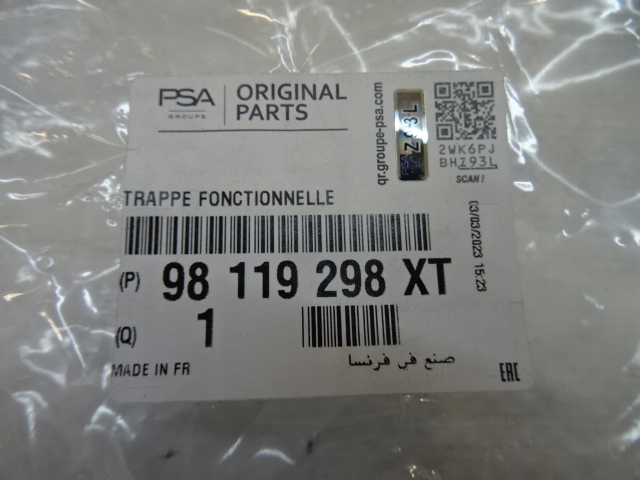 PSA
GROUPE
ORIGINAL
PARTS
qr.groupe-psa.com
Z93L
2WK6PJ
BHZ93L
SCAN !
TRAPPE FONCTIONNELLE
03/03/2023 15:23
(P) 98 119 298 XT
(Q) 1
MADE IN FR
صنع في فرنسا
EAC